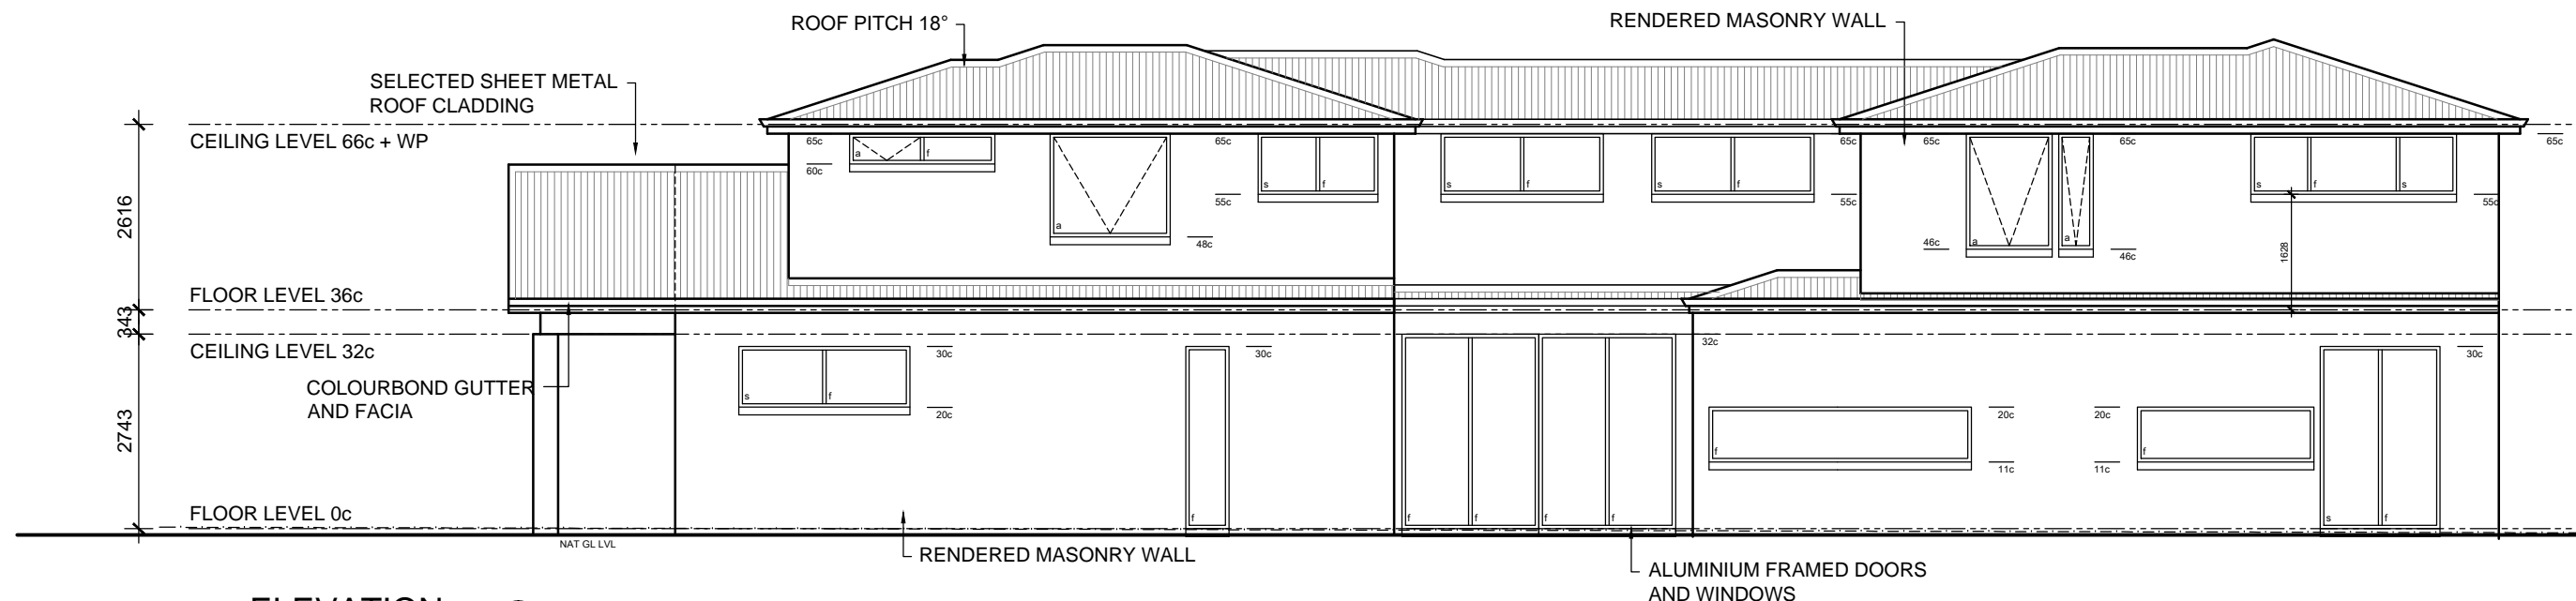 ROOF PITCH 18°
RENDERED MASONRY WALL
SELECTED SHEET METAL
ROOF CLADDING
CEILING LEVEL 66c + WP
65c
65c
65c
65c
65c
65c
a
f
60c
s
f
s
f
s
f
s
f
s
55c
55c
55c
a
48c
46c
a
a
46c
2616
1628
FLOOR LEVEL 36c
343
CEILING LEVEL 32c
32c
30c
30c
30c
COLOURBOND GUTTER
AND FACIA
s
f
20c
20c
20c
2743
f
f
11c
11c
FLOOR LEVEL 0c
f
f
f
f
f
s
f
NAT GL LVL
RENDERED MASONRY WALL
ALUMINIUM FRAMED DOORS
AND WINDOWS
ELEVATION